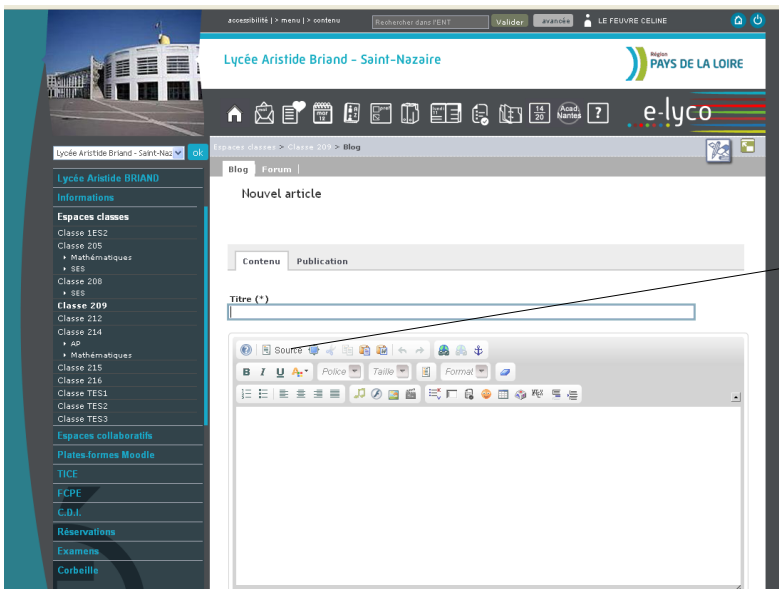 accessibilité | > menu | > contenu
Rechercher dans l'ENT
Valider
avancée
LE FEUVRE CELINE
Lycée Aristide Briand - Saint-Nazaire
Région
PAYS DE LA LOIRE
14
20
Acad.
Nantes
?
e-lyco
Lycée Aristide Briand - Saint-Naz
ok
Espaces classes > Classe 209 > Blog
Blog
Forum
Nouvel article
Contenu
Publication
Titre (*)
Source
B I U
Police
Taille
Format
Lycée Aristide BRIAND
Informations
Espaces classes
Classe 1ES2
Classe 205
Mathématiques
SES
Classe 208
SES
Classe 209
Classe 212
Classe 214
AP
Mathématiques
Classe 215
Classe 216
Classe TES1
Classe TES2
Classe TES3
Espaces collaboratifs
Plates-formes Moodle
TICE
FCPE
C.D.I.
Réservations
Examens
Corbeille